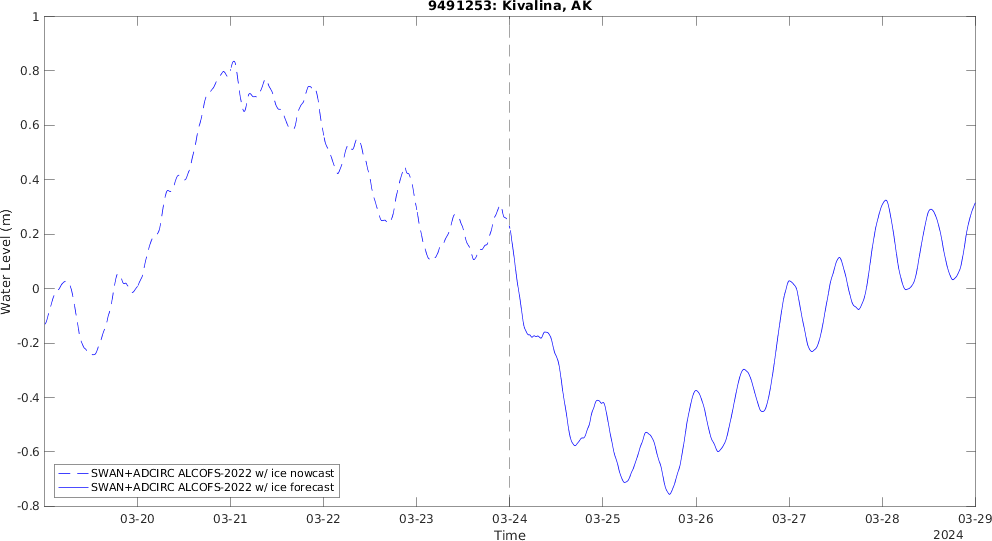 9491253: Kivalina, AK
1
0.8
0.6
0.4
0.2
0
-0.2
-0.4
-0.6
-0.8
Water Level (m)
SWAN+ADCIRC ALCOFS-2022 w/ ice nowcast
SWAN+ADCIRC ALCOFS-2022 w/ ice forecast
03-20 03-21 03-22 03-23 03-24 03-25 03-26 03-27 03-28 03-29
Time
2024